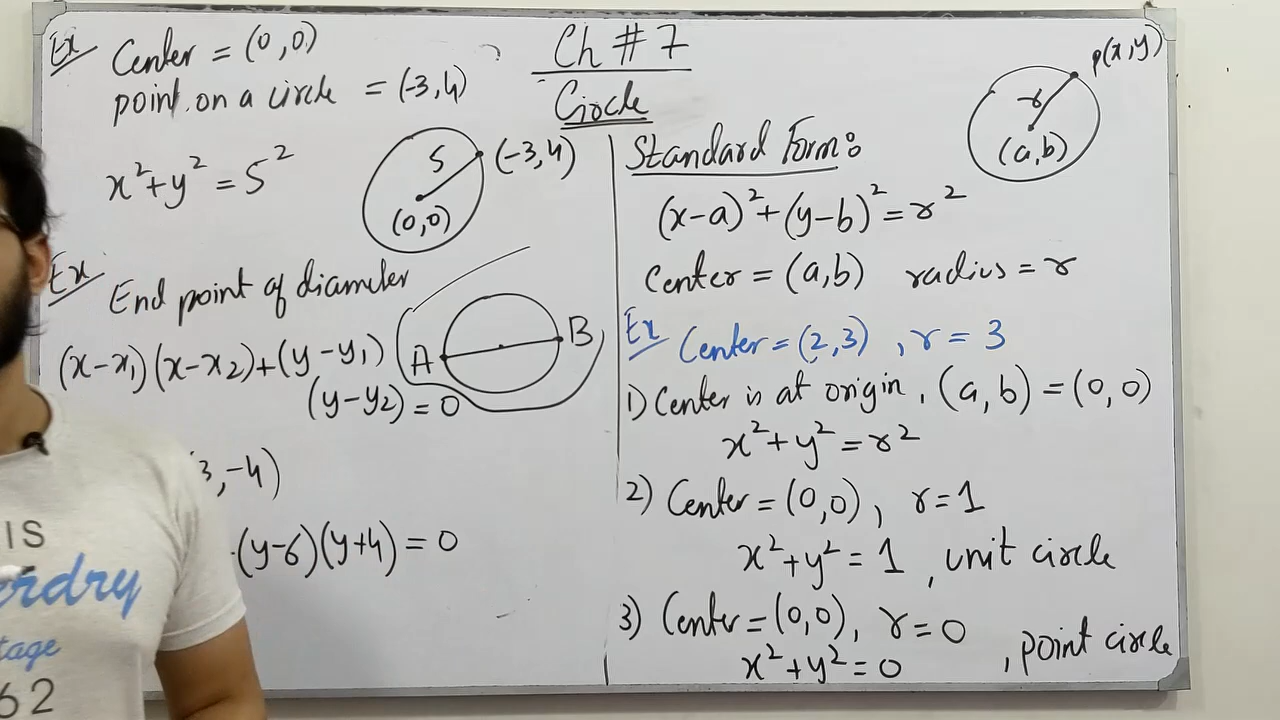 Ch # 7
Circle
Ex Center = (0,0)
point on a circle = (-3,4)
x²+y² = 5²
5
(-3,4)
(0,0)
Ex End point of diameter
(x-x₁)(x-x₂)+(y-y₁)
(y-y₂) = 0
A B
3,-4)
(y-6)(y+4) = 0
Standard Form:
p(x,y)
r
(a,b)
(x-a)²+(y-b)² = r²
Center = (a,b) radius = r
Ex Center = (2,3) , r = 3
1) Center is at origin, (a,b) = (0,0)
x²+y² = r²
2) Center = (0,0), r=1
x²+y² = 1 , unit circle
3) Center = (0,0), r=0
x²+y² = 0 , point circle
IS
erdry
tage
62